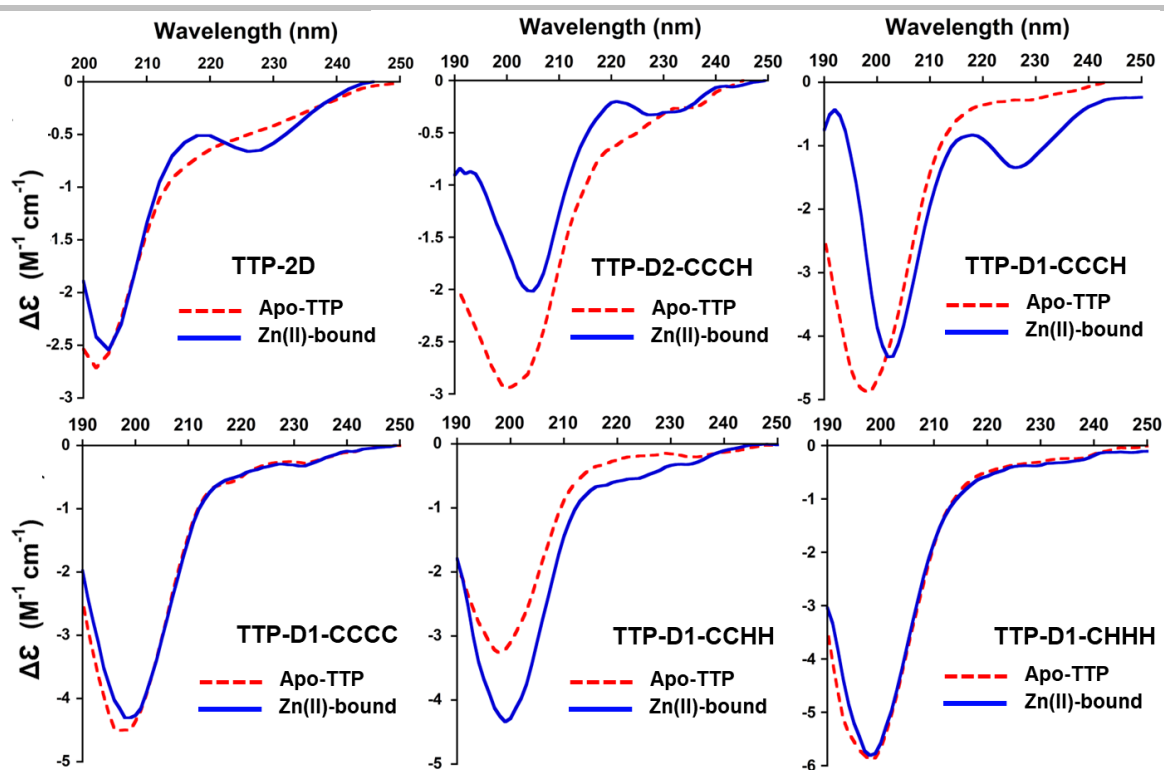 Wavelength (nm) Wavelength (nm) Wavelength (nm)
200 210 220 230 240 250 190 200 210 220 230 240 250 190 200 210 220 230 240 250
Δε (M⁻¹ cm⁻¹)
0
-0.5
-1
-1.5
-2
-2.5
-3
TTP-2D
Apo-TTP
Zn(II)-bound
0
-0.5
-1
-1.5
-2
-2.5
-3
TTP-D2-CCCH
Apo-TTP
Zn(II)-bound
0
-1
-2
-3
-4
-5
TTP-D1-CCCH
Apo-TTP
Zn(II)-bound
190 200 210 220 230 240 250 190 200 210 220 230 240 250 190 200 210 220 230 240 250
Δε (M⁻¹ cm⁻¹)
0
-1
-2
-3
-4
-5
TTP-D1-CCCC
Apo-TTP
Zn(II)-bound
0
-1
-2
-3
-4
-5
TTP-D1-CCHH
Apo-TTP
Zn(II)-bound
0
-1
-2
-3
-4
-5
-6
TTP-D1-CHHH
Apo-TTP
Zn(II)-bound